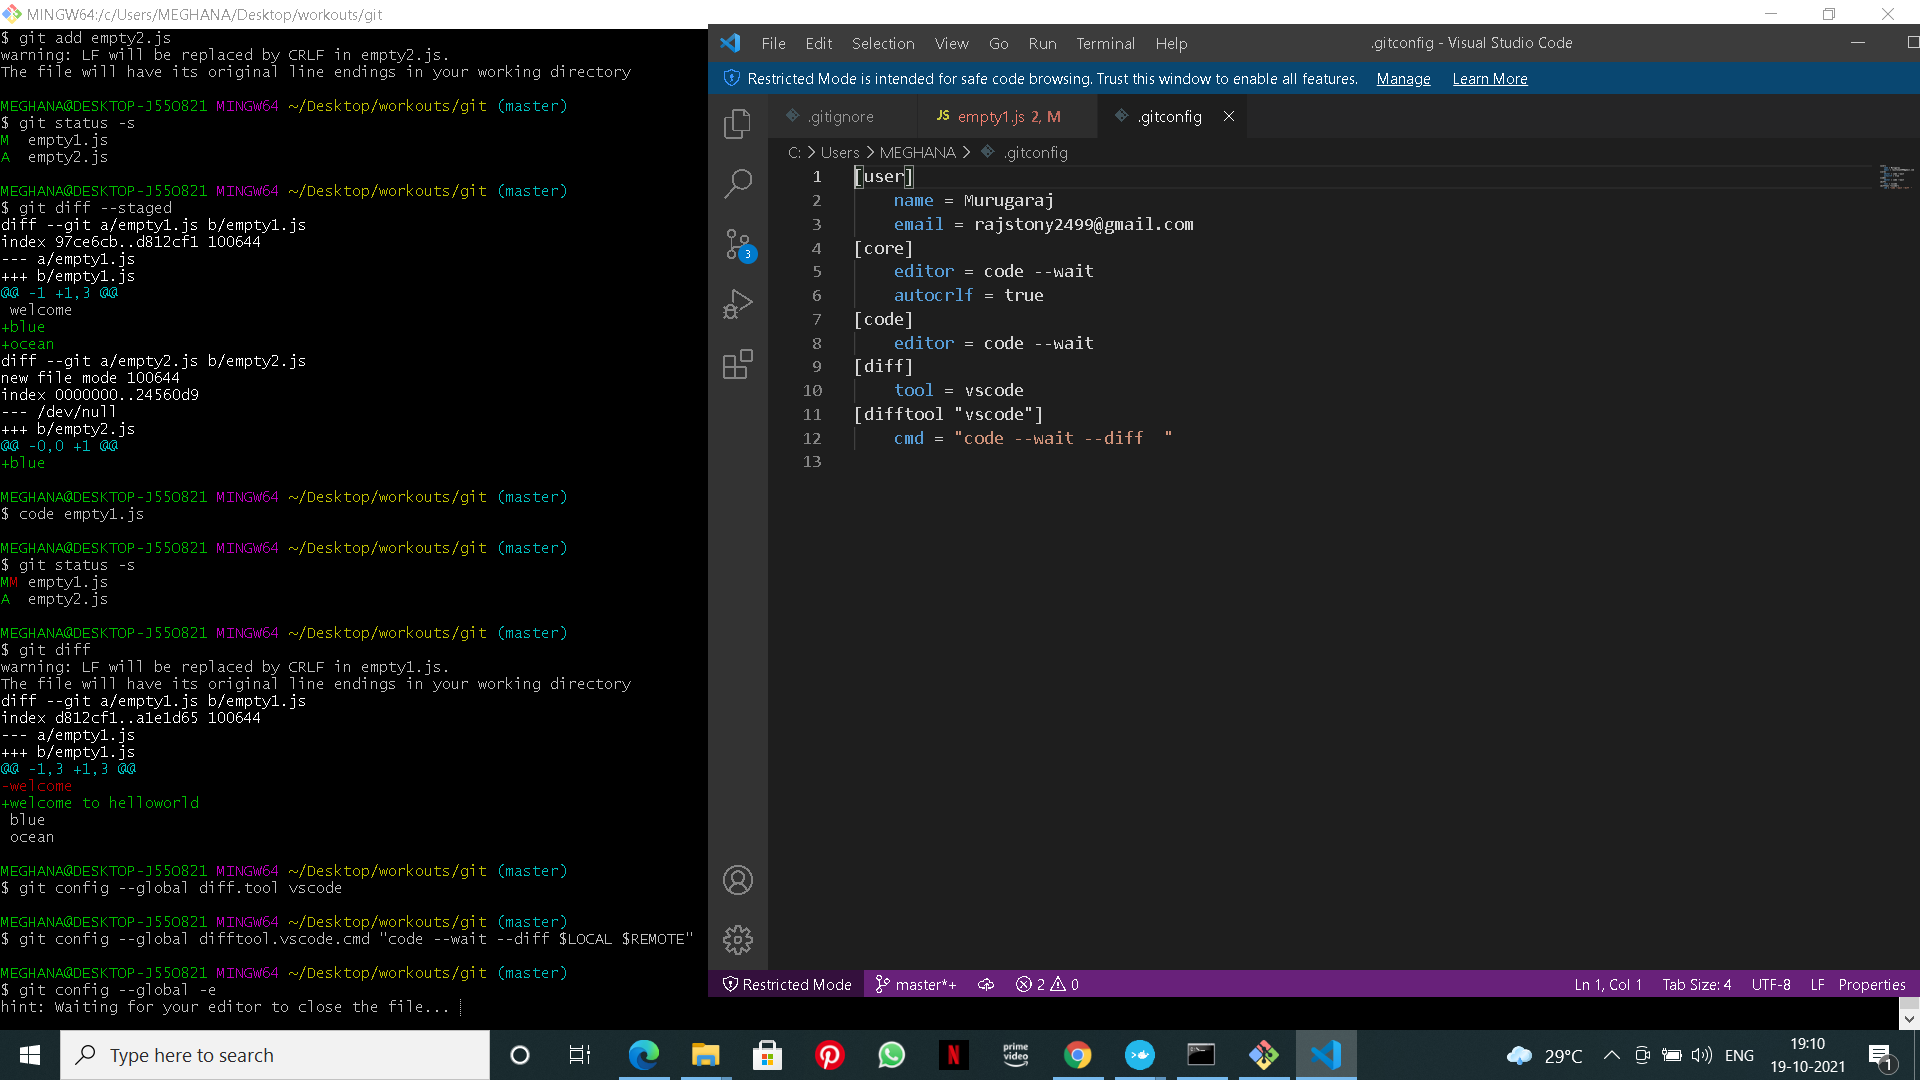 MINGW64:/c/Users/MEGHANA/Desktop/workouts/git
$ git add empty2.js
warning: LF will be replaced by CRLF in empty2.js.
The file will have its original line endings in your working directory
MEGHANA@DESKTOP-J550821 MINGW64 ~/Desktop/workouts/git (master)
$ git status -s
M  empty1.js
A  empty2.js
MEGHANA@DESKTOP-J550821 MINGW64 ~/Desktop/workouts/git (master)
$ git diff --staged
diff --git a/empty1.js b/empty1.js
index 97ce6cb..d812cf1 100644
--- a/empty1.js
+++ b/empty1.js
@@ -1 +1,3 @@
 welcome
+blue
+ocean
diff --git a/empty2.js b/empty2.js
new file mode 100644
index 0000000..24560d9
--- /dev/null
+++ b/empty2.js
@@ -0,0 +1 @@
+blue
MEGHANA@DESKTOP-J550821 MINGW64 ~/Desktop/workouts/git (master)
$ code empty1.js
MEGHANA@DESKTOP-J550821 MINGW64 ~/Desktop/workouts/git (master)
$ git status -s
MM empty1.js
A  empty2.js
MEGHANA@DESKTOP-J550821 MINGW64 ~/Desktop/workouts/git (master)
$ git diff
warning: LF will be replaced by CRLF in empty1.js.
The file will have its original line endings in your working directory
diff --git a/empty1.js b/empty1.js
index d812cf1..a1e1d65 100644
--- a/empty1.js
+++ b/empty1.js
@@ -1,3 +1,3 @@
-welcome
+welcome to helloworld
 blue
 ocean
MEGHANA@DESKTOP-J550821 MINGW64 ~/Desktop/workouts/git (master)
$ git config --global diff.tool vscode
MEGHANA@DESKTOP-J550821 MINGW64 ~/Desktop/workouts/git (master)
$ git config --global difftool.vscode.cmd "code --wait --diff $LOCAL $REMOTE"
MEGHANA@DESKTOP-J550821 MINGW64 ~/Desktop/workouts/git (master)
$ git config --global -e
hint: Waiting for your editor to close the file...
File Edit Selection View Go Run Terminal Help .gitconfig - Visual Studio Code
Restricted Mode is intended for safe code browsing. Trust this window to enable all features. Manage Learn More
.gitignore JS empty1.js 2, M .gitconfig
C: > Users > MEGHANA > .gitconfig
3
1 [user]
2 name = Murugaraj
3 email = rajstony2499@gmail.com
4 [core]
5 editor = code --wait
6 autocrlf = true
7 [code]
8 editor = code --wait
9 [diff]
10 tool = vscode
11 [difftool "vscode"]
12 cmd = "code --wait --diff  "
13
Restricted Mode master*+ 2 0 Ln 1, Col 1 Tab Size: 4 UTF-8 LF Properties
Type here to search
N
prime video
29°C ENG 19:10
19-10-2021
1